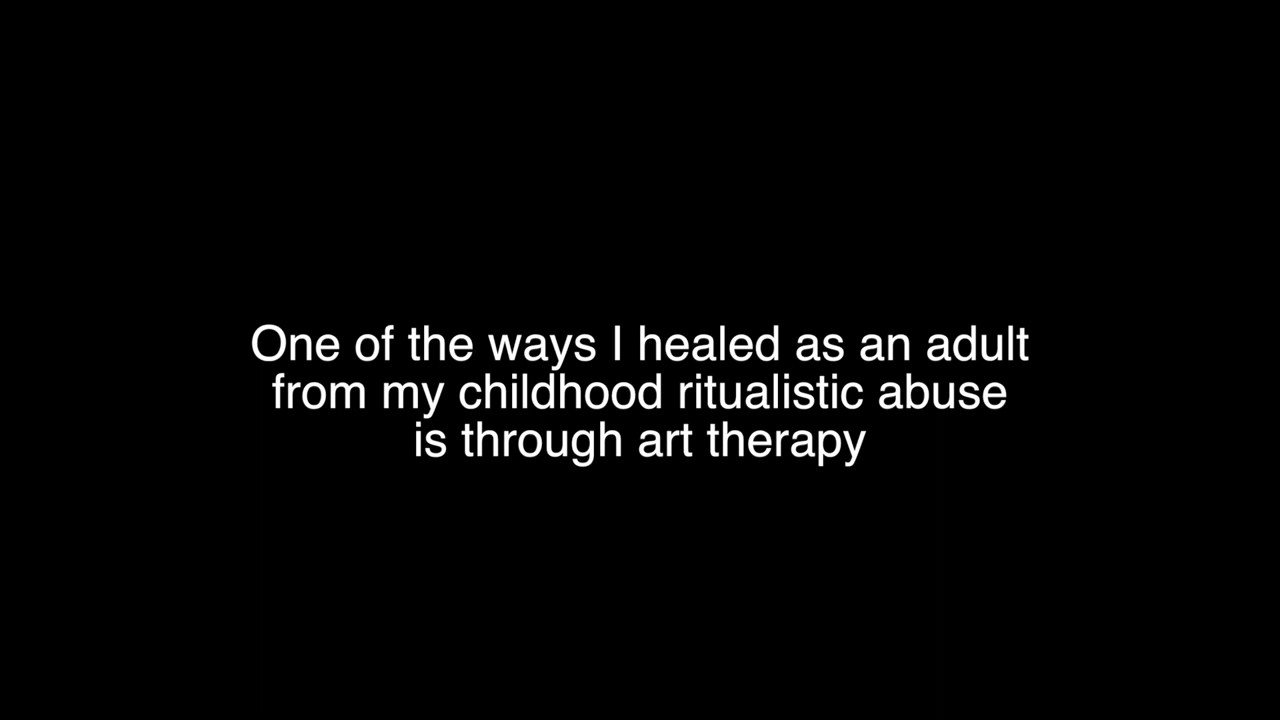 One of the ways I healed as an adult
from my childhood ritualistic abuse
is through art therapy